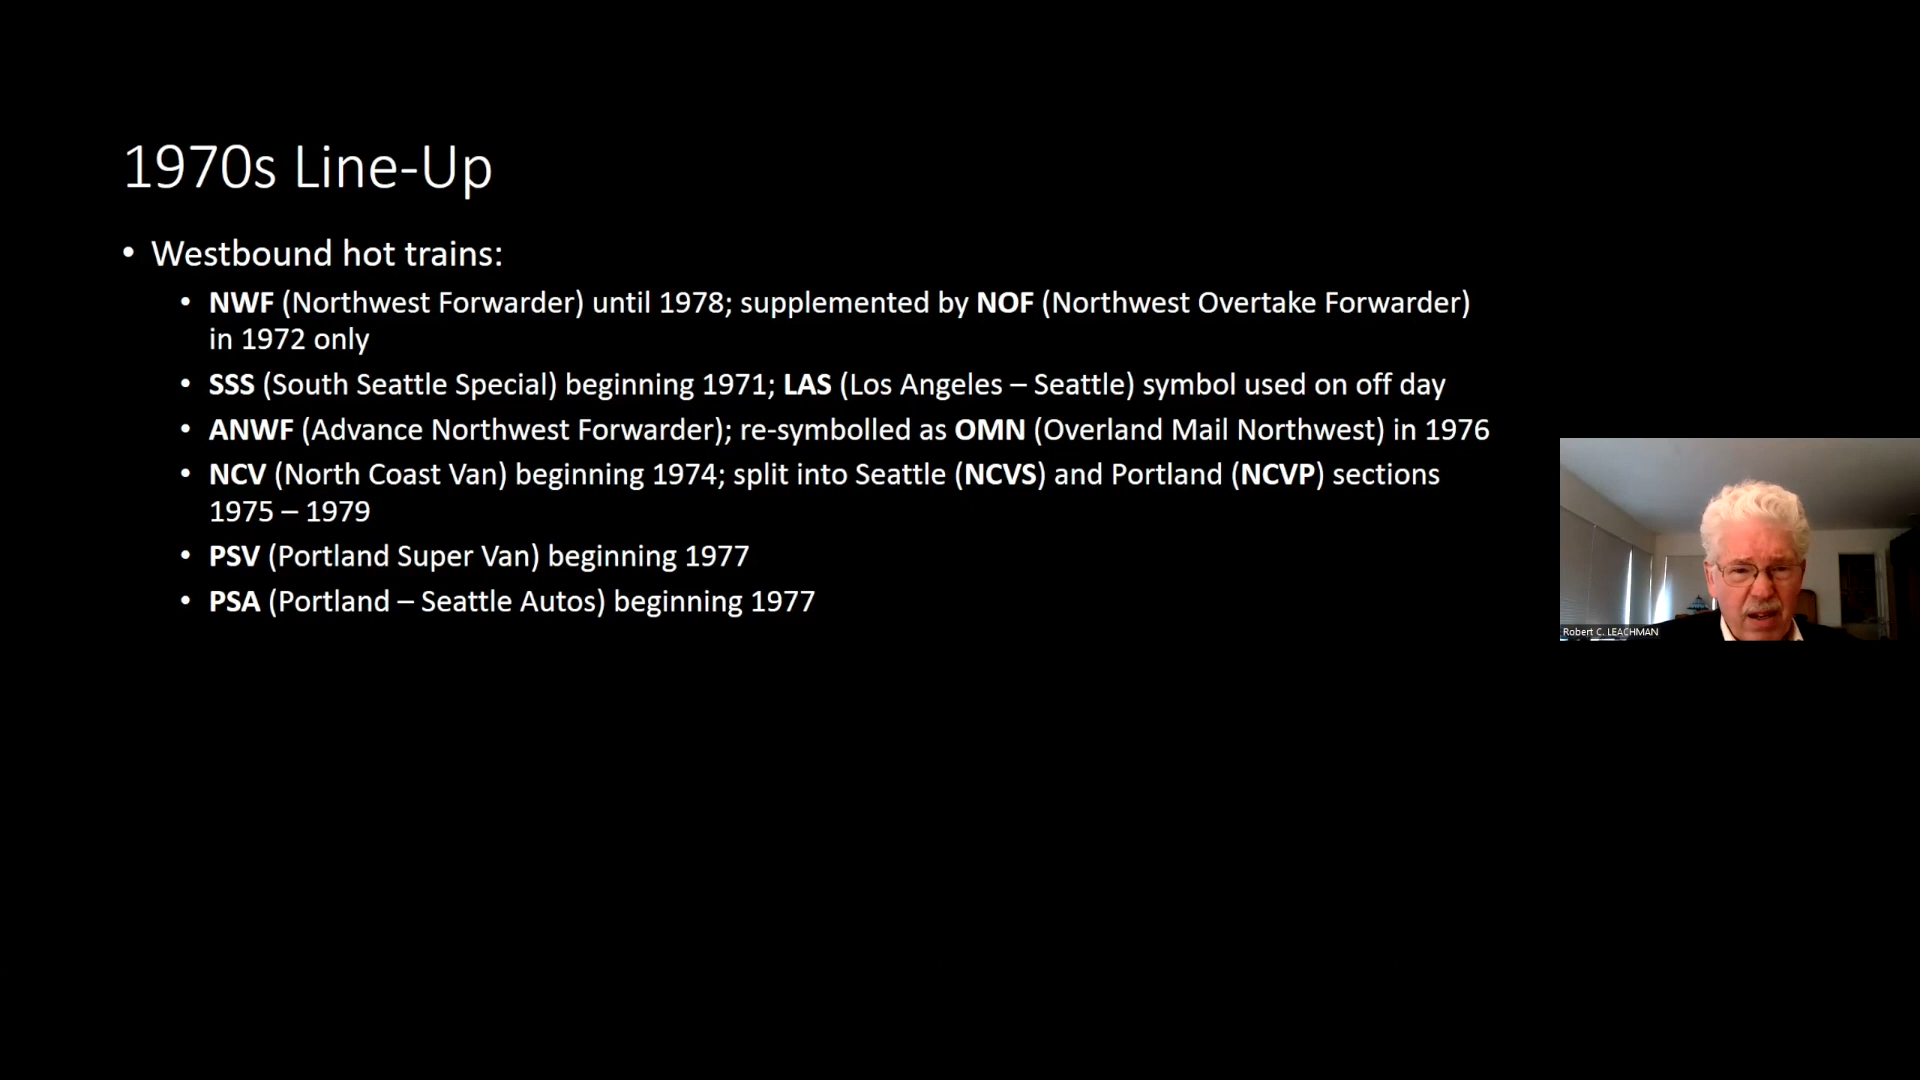 1970s Line-Up
• Westbound hot trains:
• NWF (Northwest Forwarder) until 1978; supplemented by NOF (Northwest Overtake Forwarder)
in 1972 only
• SSS (South Seattle Special) beginning 1971; LAS (Los Angeles – Seattle) symbol used on off day
• ANWF (Advance Northwest Forwarder); re-symbolled as OMN (Overland Mail Northwest) in 1976
• NCV (North Coast Van) beginning 1974; split into Seattle (NCVS) and Portland (NCVP) sections
1975 – 1979
• PSV (Portland Super Van) beginning 1977
• PSA (Portland – Seattle Autos) beginning 1977
Robert C. LEACHMAN